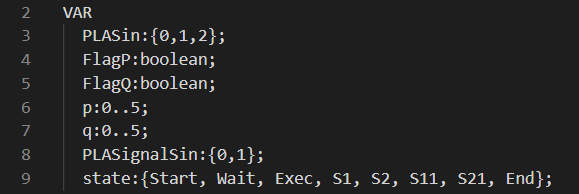 2 VAR
3 PLASin:{0,1,2};
4 FlagP:boolean;
5 FlagQ:boolean;
6 p:0..5;
7 q:0..5;
8 PLASignalSin:{0,1};
9 state:{Start, Wait, Exec, S1, S2, S11, S21, End};